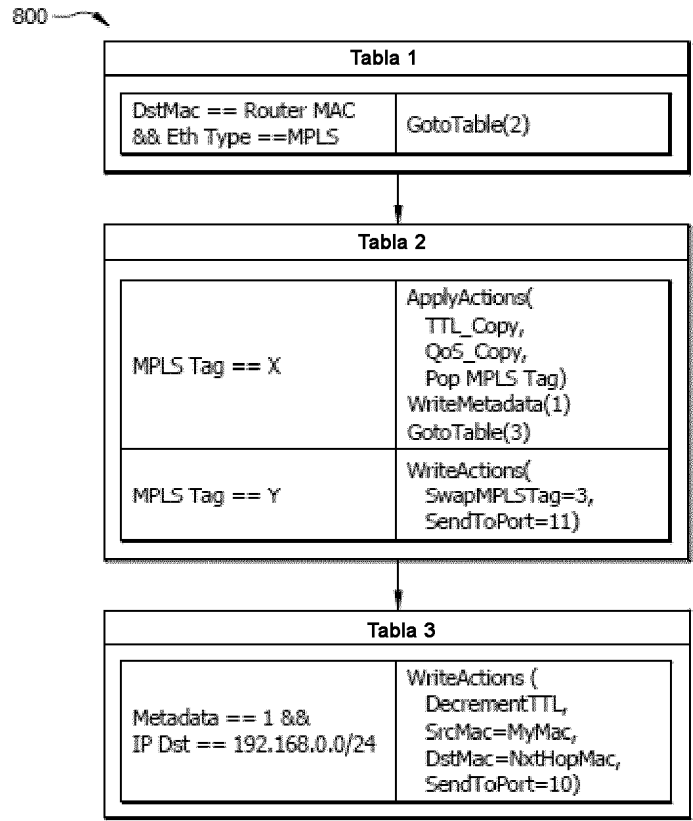 800
Tabla 1
DstMac == Router MAC
&& Eth Type ==MPLS
GotoTable(2)
Tabla 2
MPLS Tag == X
ApplyActions(
TTL_Copy,
QoS_Copy,
Pop MPLS Tag)
WriteMetadata(1)
GotoTable(3)
MPLS Tag == Y
WriteActions(
SwapMPLSTag=3,
SendToPort=11)
Tabla 3
Metadata == 1 &&
IP Dst == 192.168.0.0/24
WriteActions (
DecrementTTL,
SrcMac=MyMac,
DstMac=NxtHopMac,
SendToPort=10)